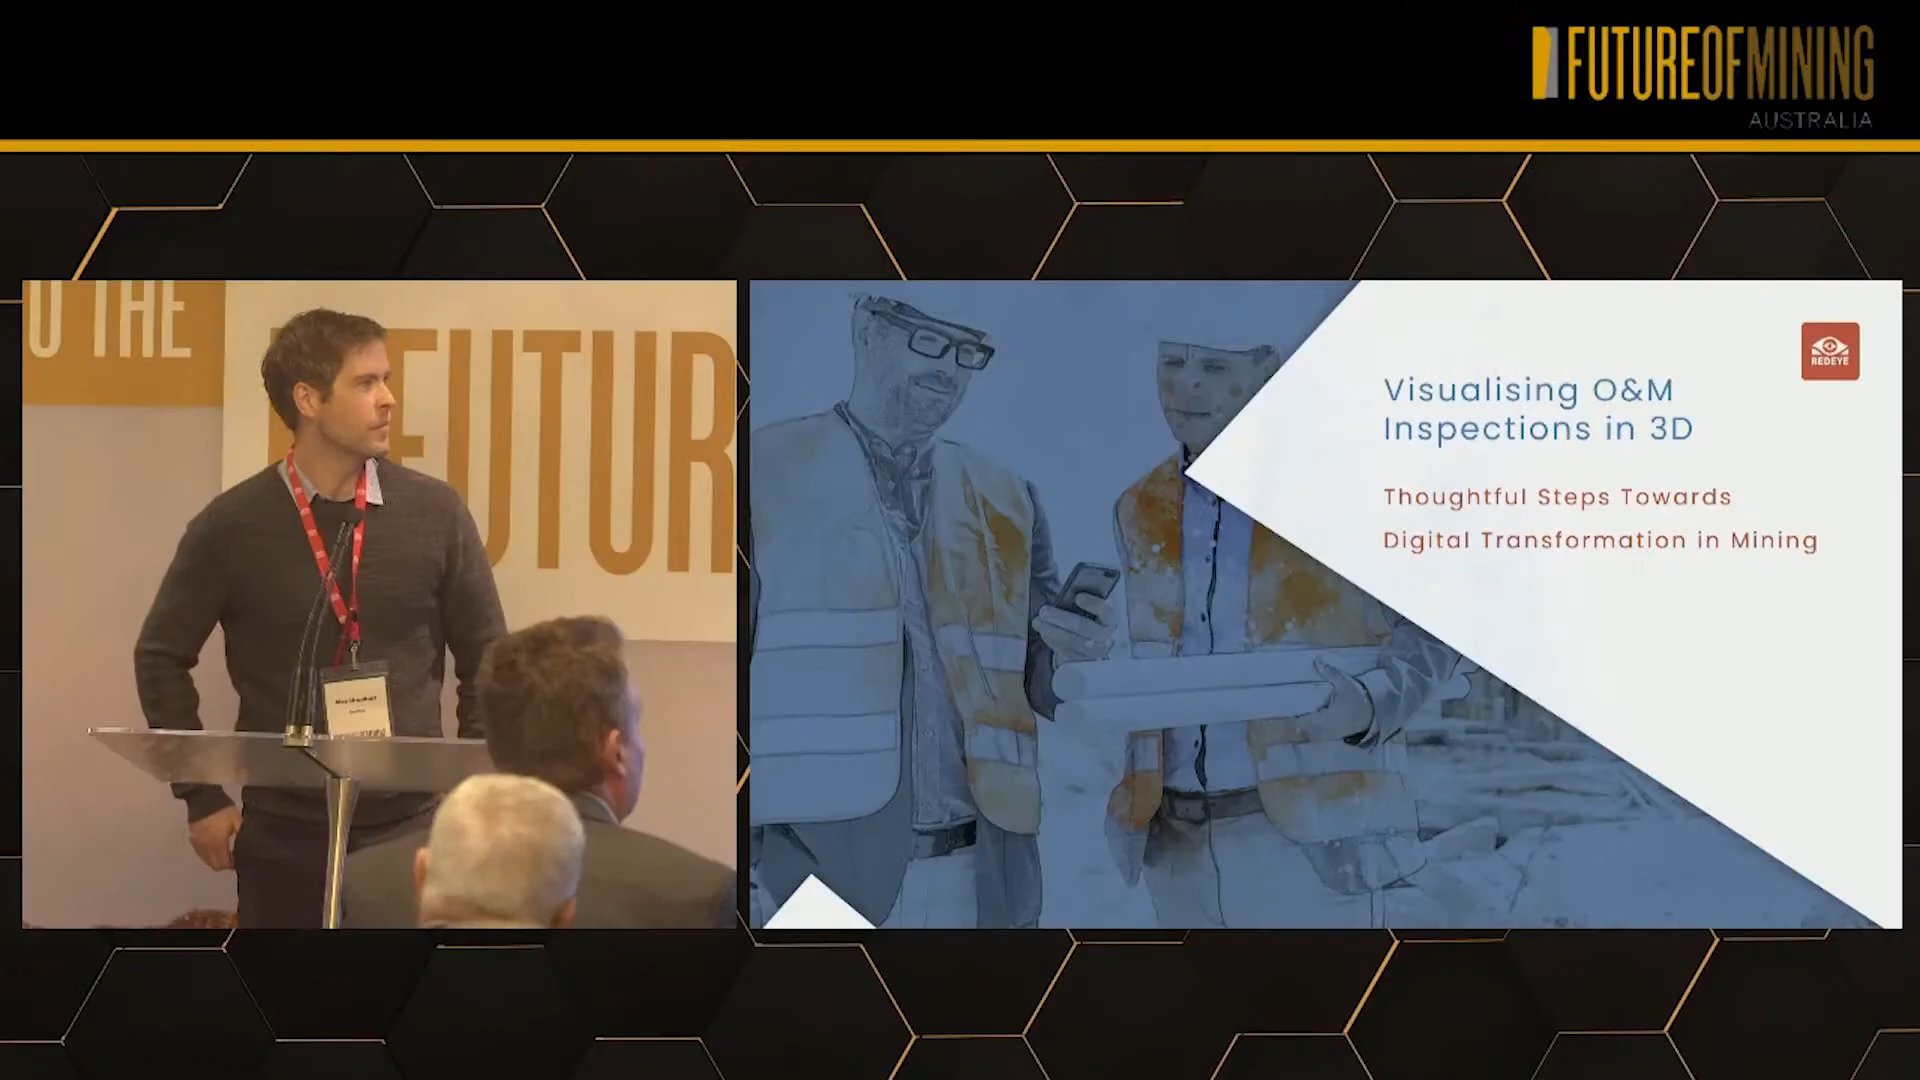 FUTUREOFMINING
AUSTRALIA
O THE
FUTUR
REDEYE
Visualising O&M
Inspections in 3D
Thoughtful Steps Towards
Digital Transformation in Mining